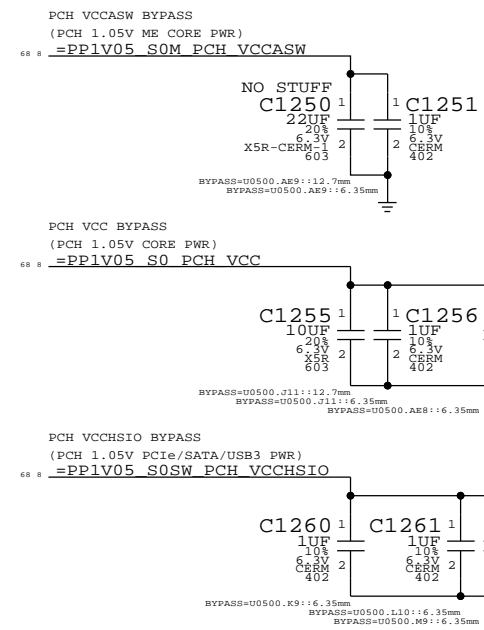 PCH VCCASW BYPASS
(PCH 1.05V ME CORE PWR)
68 8 =PP1V05_S0M_PCH_VCCASW
NO STUFF
C1250 1
22UF
20%
6.3V
X5R-CERM-1 2
603
1 C1251
1UF
10%
6.3V
2 CERM
402
BYPASS=U0500.AE9::12.7mm
BYPASS=U0500.AE9::6.35mm
PCH VCC BYPASS
(PCH 1.05V CORE PWR)
68 8 =PP1V05_S0_PCH_VCC
C1255 1
10UF
20%
6.3V
X5R 2
603
1 C1256
1UF
10%
6.3V
2 CERM
402
BYPASS=U0500.J11::12.7mm
BYPASS=U0500.J11::6.35mm
BYPASS=U0500.AE8::6.35mm
PCH VCCHSIO BYPASS
(PCH 1.05V PCIe/SATA/USB3 PWR)
68 8 =PP1V05_S0SW_PCH_VCCHSIO
C1260 1
1UF
10%
6.3V
CERM 2
402
C1261 1
1UF
10%
6.3V
CERM 2
402
BYPASS=U0500.K9::6.35mm
BYPASS=U0500.L10::6.35mm
BYPASS=U0500.M9::6.35mm